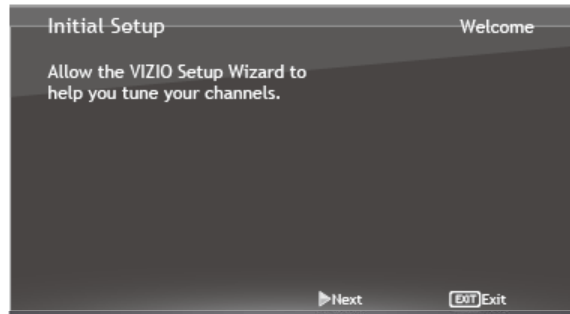 Initial Setup Welcome
Allow the VIZIO Setup Wizard to
help you tune your channels.
Next EXIT Exit